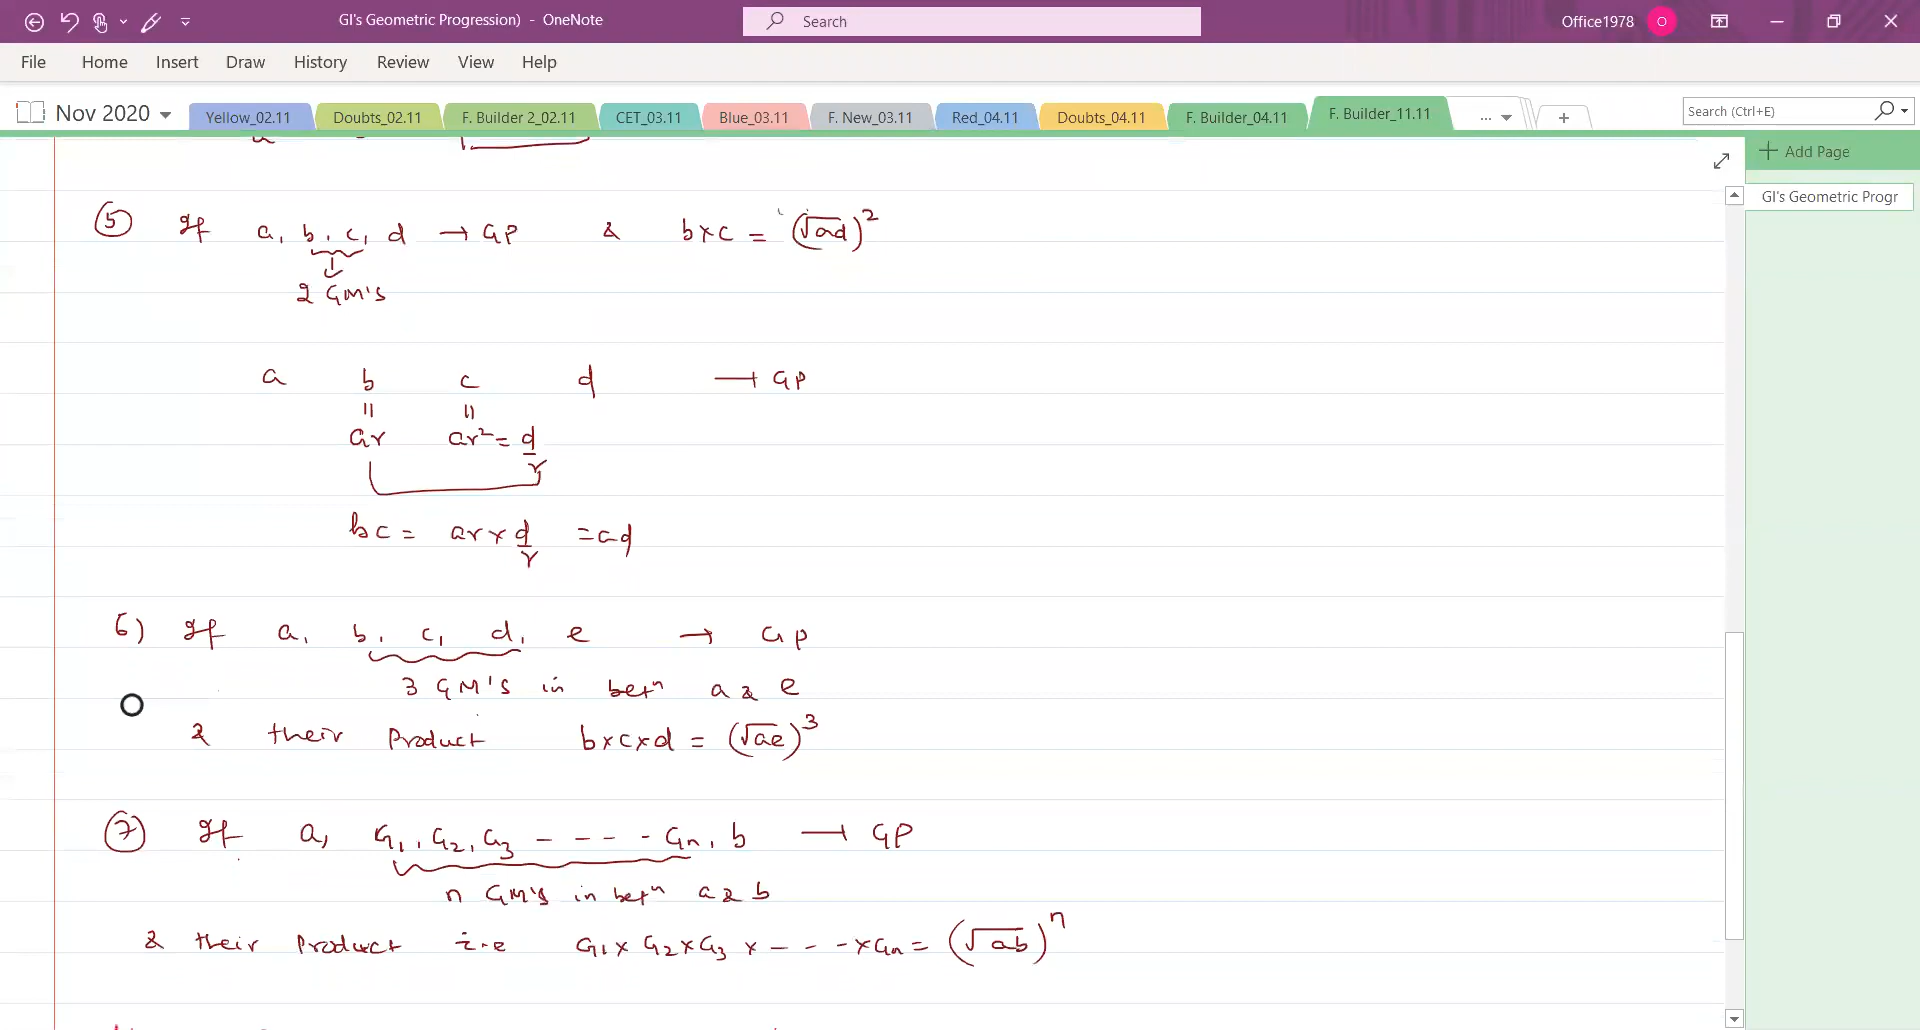 GI's Geometric Progression) - OneNote
Search
Office1978
O
File Home Insert Draw History Review View Help
Nov 2020
Yellow_02.11 Doubts_02.11 F. Builder 2_02.11 CET_03.11 Blue_03.11 F. New_03.11 Red_04.11 Doubts_04.11 F. Builder_04.11 F. Builder_11.11 ... +
Search (Ctrl+E)
+ Add Page
GI's Geometric Progr
⑤ If a, b, c, d → GP & b×c = (√ad)²
2 GM's
a b c d → GP
॥ ॥
ar ar² = d/r
bc = ar × d/r = ad
6) If a, b, c, d, e → GP
3 GM's in betⁿ a & e
& their Product b×c×d = (√ae)³
⑦ If a, G₁, G₂, G₃ - - - - Gn, b → GP
n GM's in betⁿ a & b
& their Product i.e G₁ × G₂ × G₃ × - - - × Gn = (√ab)ⁿ